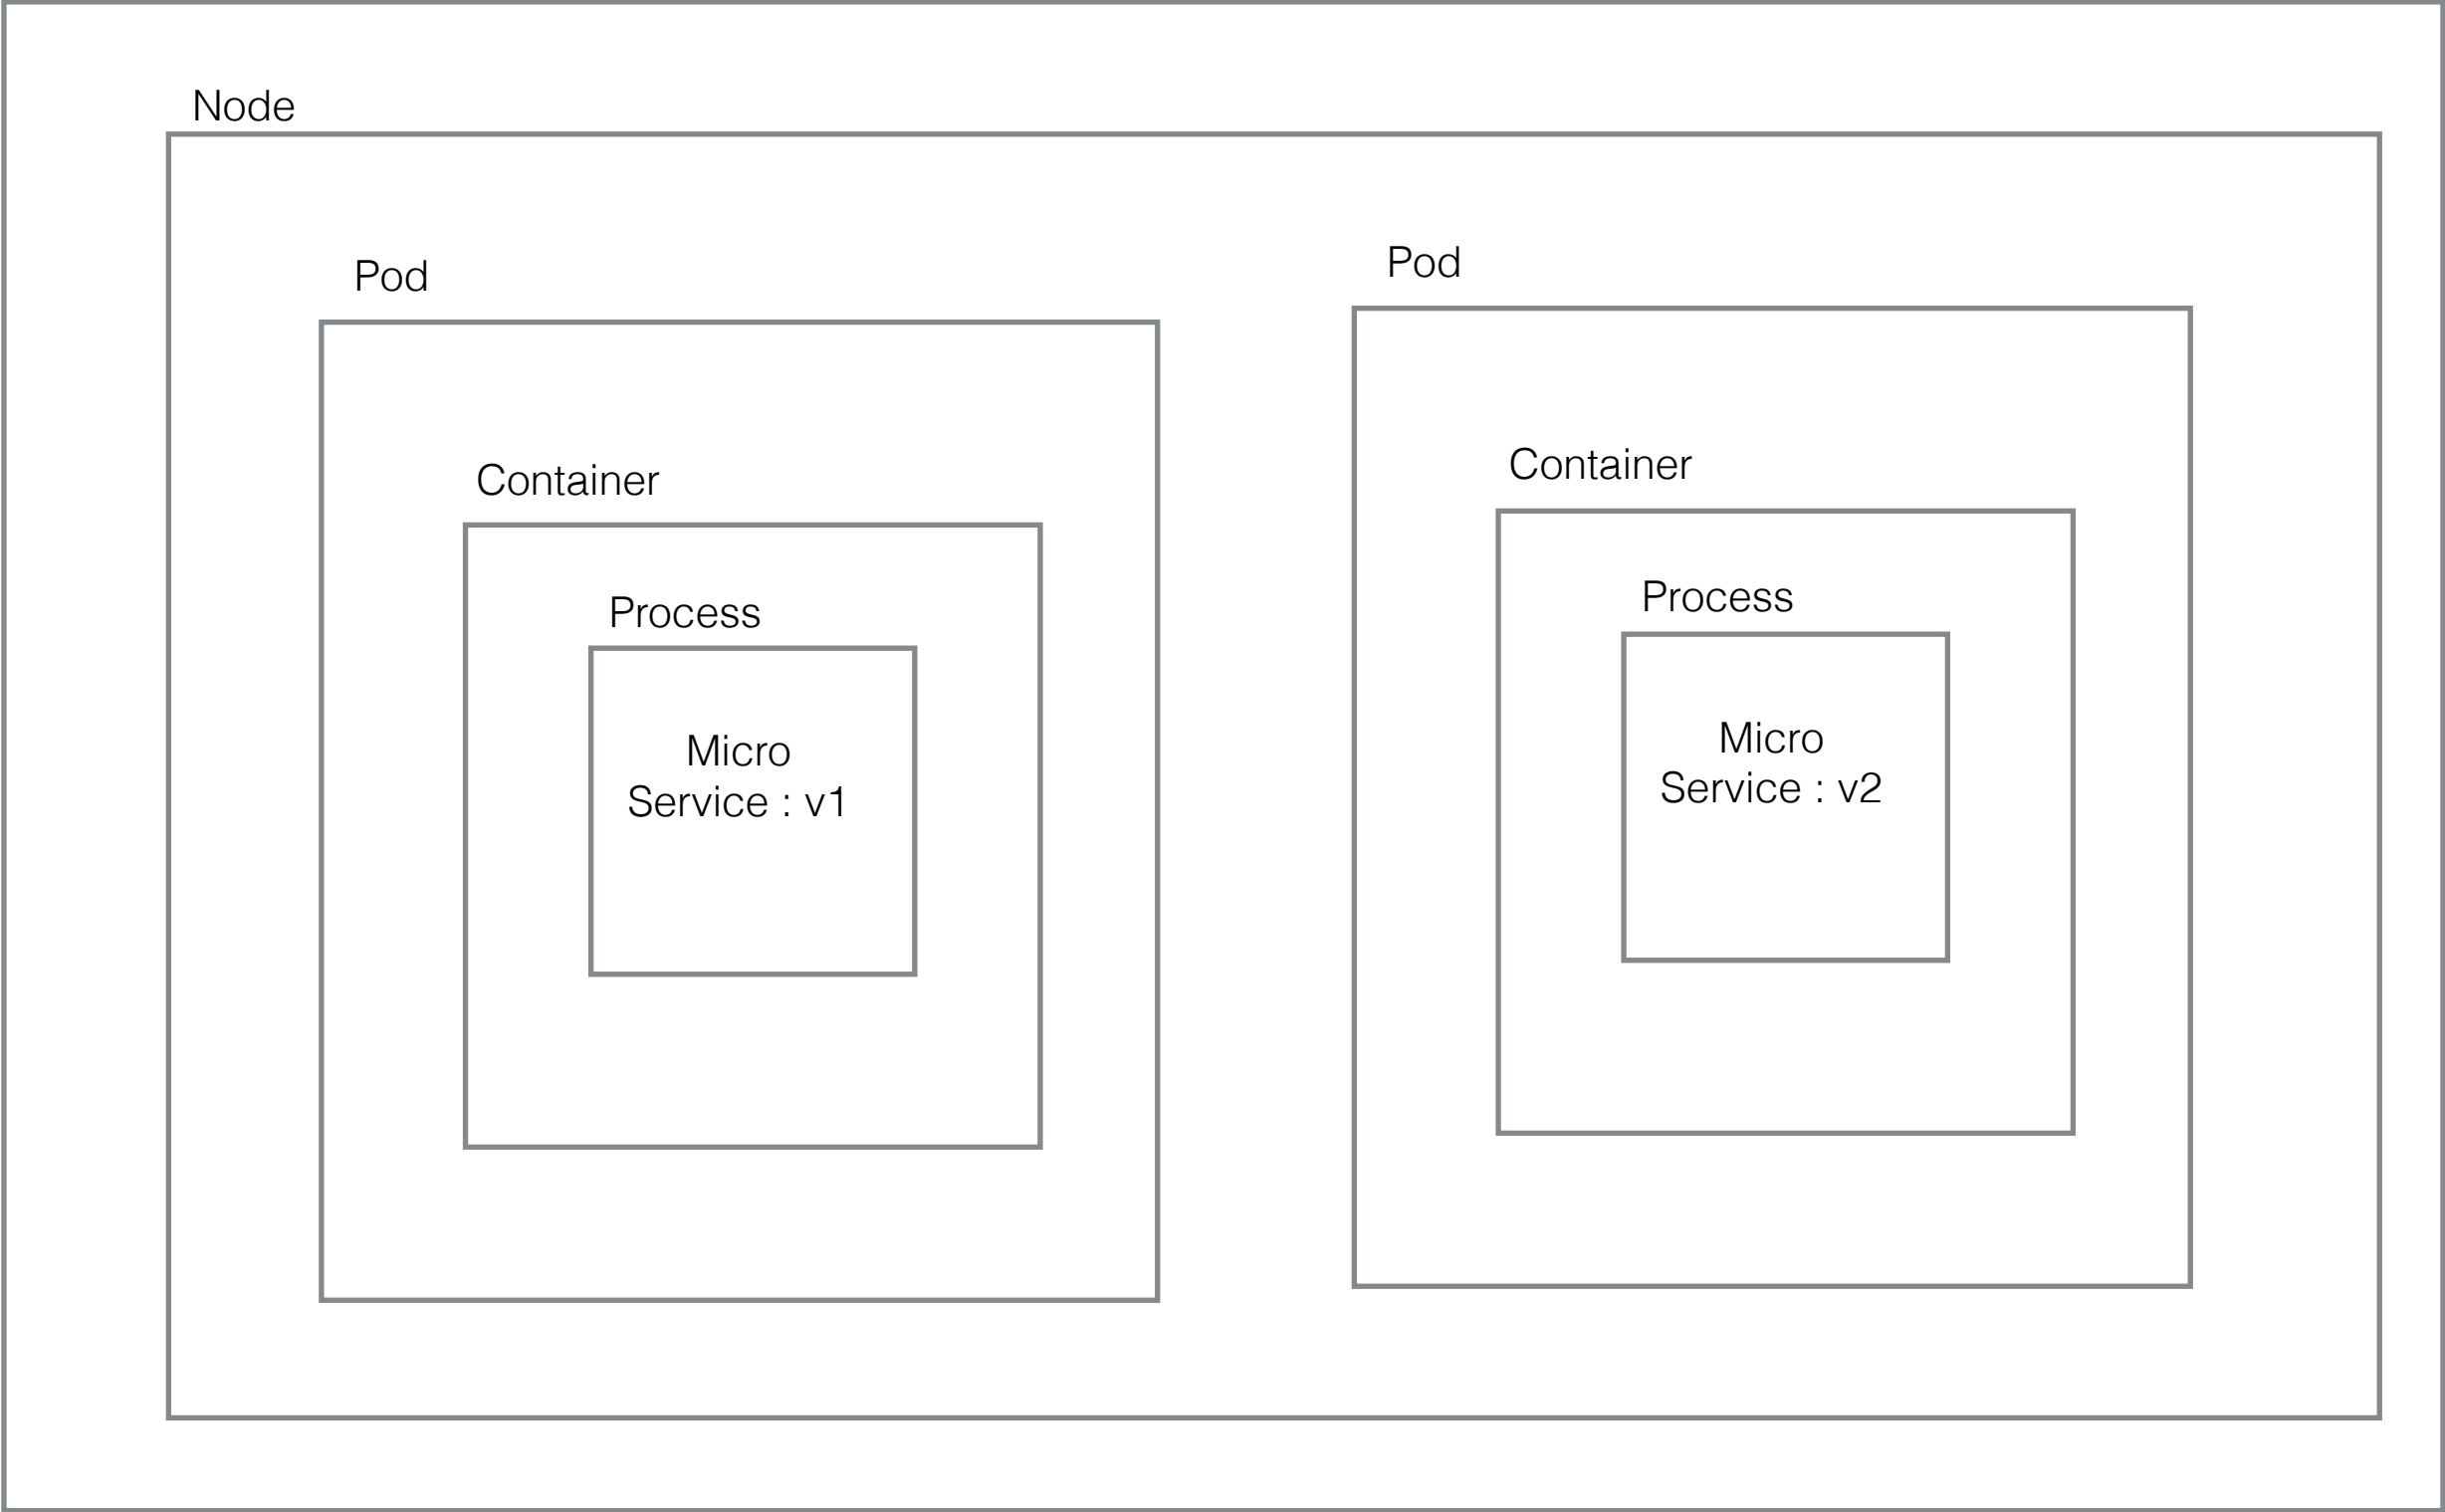 Node
Pod
Container
Process
Micro
Service : v1
Pod
Container
Process
Micro
Service : v2